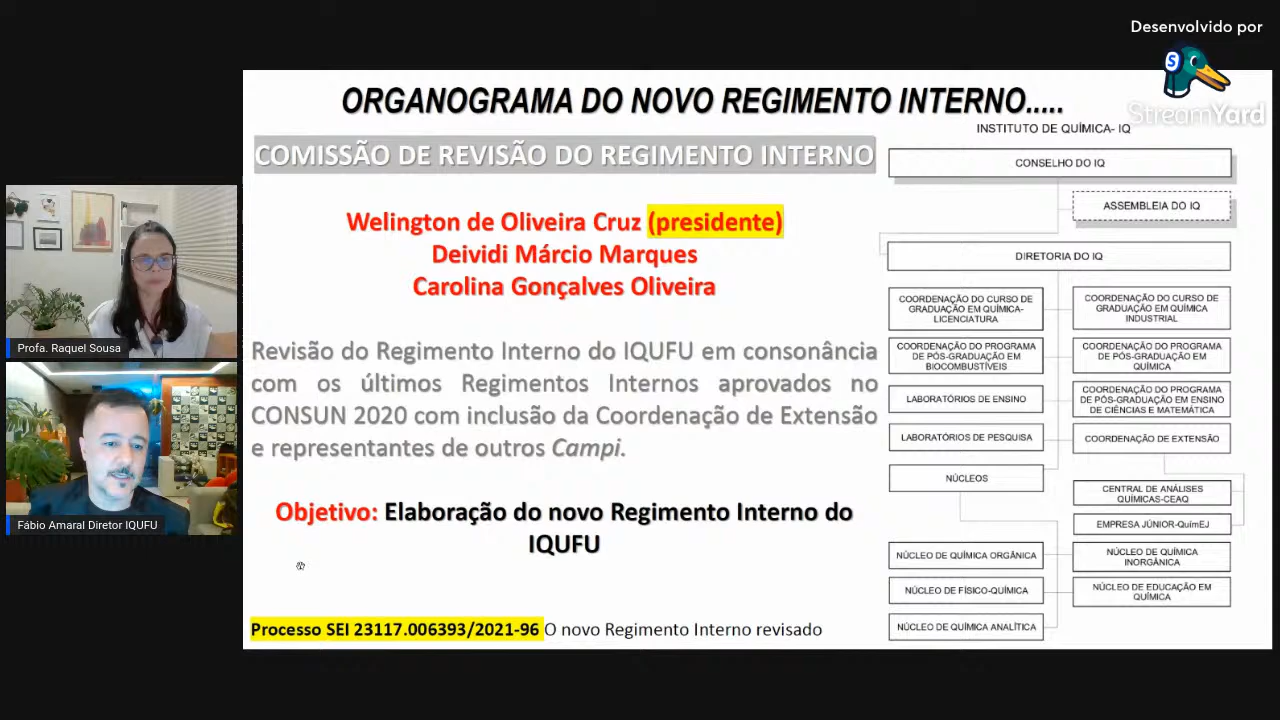 Desenvolvido por
StreamYard
ORGANOGRAMA DO NOVO REGIMENTO INTERNO.....
COMISSÃO DE REVISÃO DO REGIMENTO INTERNO
Welington de Oliveira Cruz (presidente)
Deividi Márcio Marques
Carolina Gonçalves Oliveira
Revisão do Regimento Interno do IQUFU em consonância
com os últimos Regimentos Internos aprovados no
CONSUN 2020 com inclusão da Coordenação de Extensão
e representantes de outros Campi.
Objetivo: Elaboração do novo Regimento Interno do
IQUFU
Processo SEI 23117.006393/2021-96 O novo Regimento Interno revisado
INSTITUTO DE QUÍMICA- IQ
CONSELHO DO IQ
ASSEMBLEIA DO IQ
DIRETORIA DO IQ
COORDENAÇÃO DO CURSO DE
GRADUAÇÃO EM QUÍMICA-
LICENCIATURA
COORDENAÇÃO DO CURSO DE
GRADUAÇÃO EM QUÍMICA
INDUSTRIAL
COORDENAÇÃO DO PROGRAMA
DE PÓS-GRADUAÇÃO EM
BIOCOMBUSTÍVEIS
COORDENAÇÃO DO PROGRAMA
DE PÓS-GRADUAÇÃO EM
QUÍMICA
LABORATÓRIOS DE ENSINO
COORDENAÇÃO DO PROGRAMA
DE PÓS-GRADUAÇÃO EM ENSINO
DE CIÊNCIAS E MATEMÁTICA
LABORATÓRIOS DE PESQUISA
COORDENAÇÃO DE EXTENSÃO
NÚCLEOS
CENTRAL DE ANÁLISES
QUÍMICAS-CEAQ
EMPRESA JÚNIOR-QuímEJ
NÚCLEO DE QUÍMICA ORGÂNICA
NÚCLEO DE QUÍMICA
INORGÂNICA
NÚCLEO DE FÍSICO-QUÍMICA
NÚCLEO DE EDUCAÇÃO EM
QUÍMICA
NÚCLEO DE QUÍMICA ANALÍTICA
Profa. Raquel Sousa
Fábio Amaral Diretor IQUFU